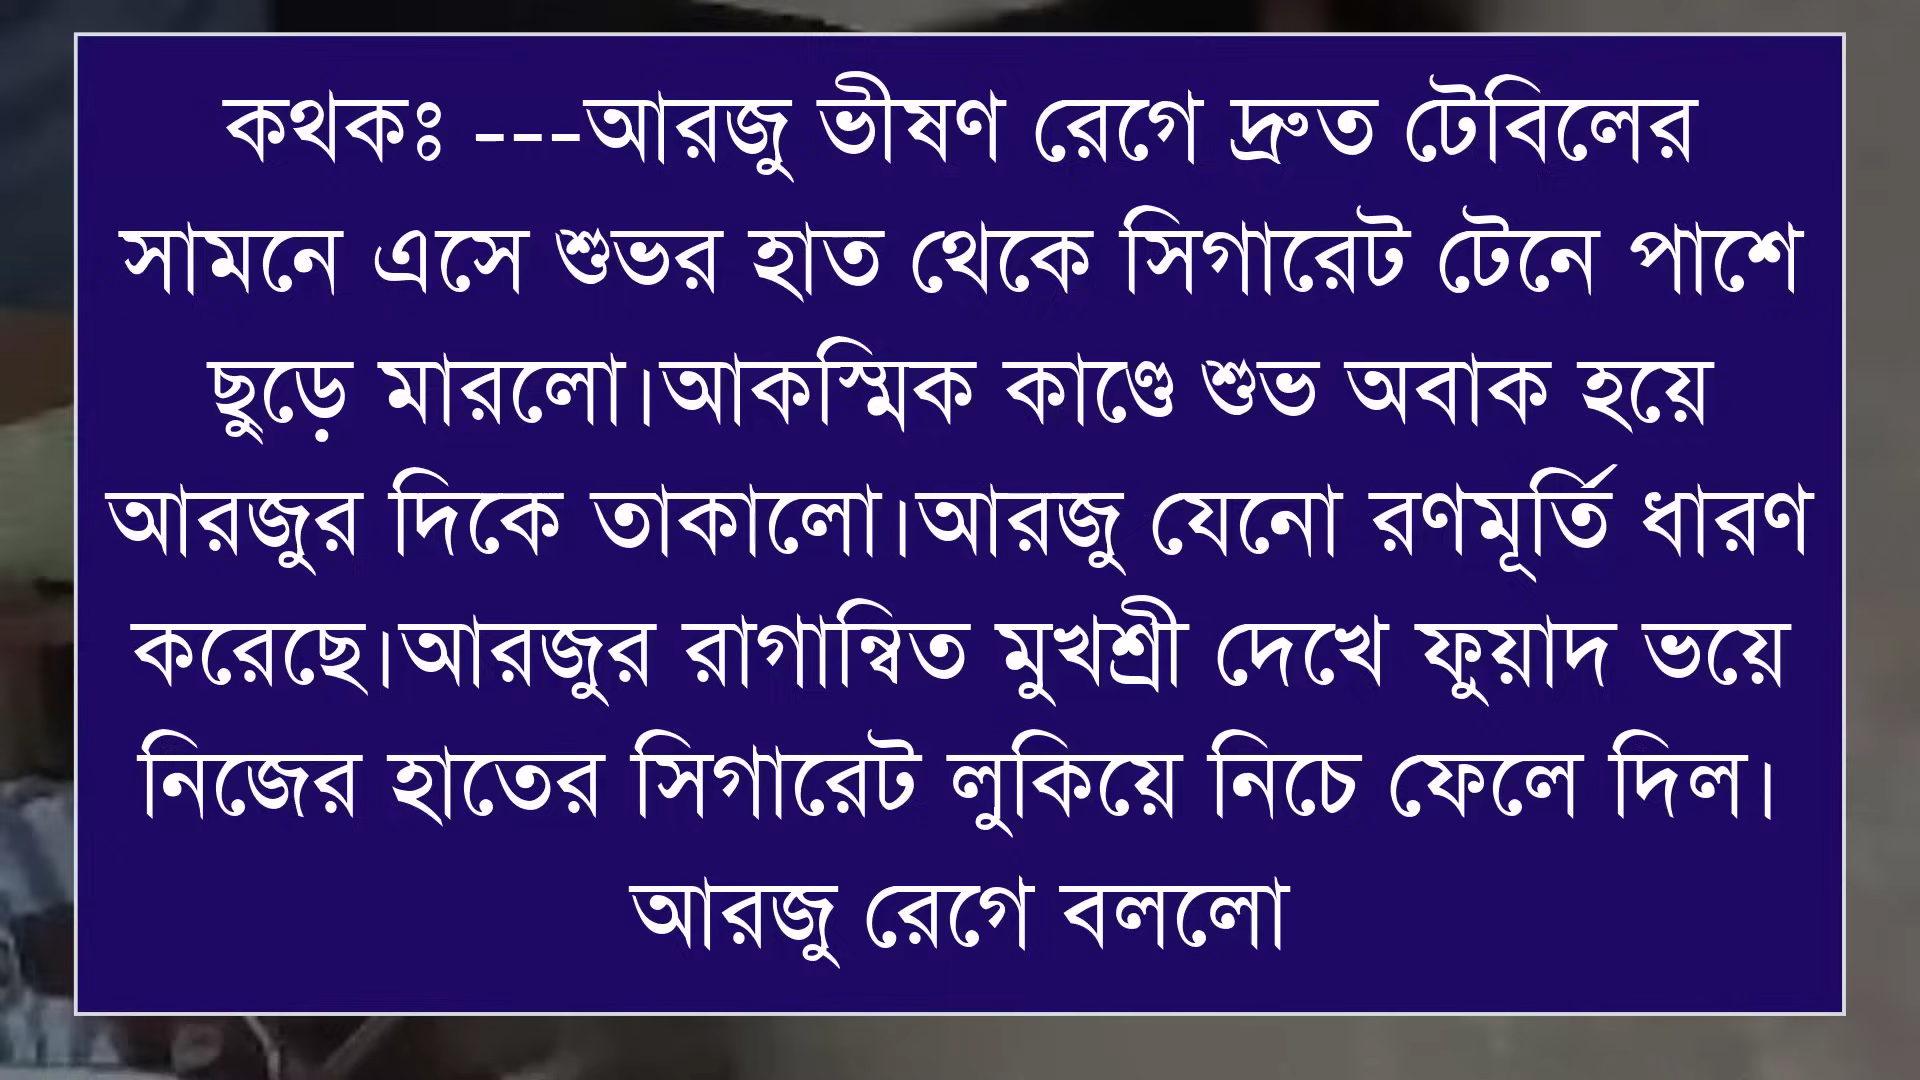 কথকঃ ---আরজু ভীষণ রেগে দ্রুত টেবিলের
সামনে এসে শুভর হাত থেকে সিগারেট টেনে পাশে
ছুড়ে মারলো।আকস্মিক কাণ্ডে শুভ অবাক হয়ে
আরজুর দিকে তাকালো।আরজু যেনো রণমূর্তি ধারণ
করেছে।আরজুর রাগান্বিত মুখশ্রী দেখে ফুয়াদ ভয়ে
নিজের হাতের সিগারেট লুকিয়ে নিচে ফেলে দিল।
আরজু রেগে বললো